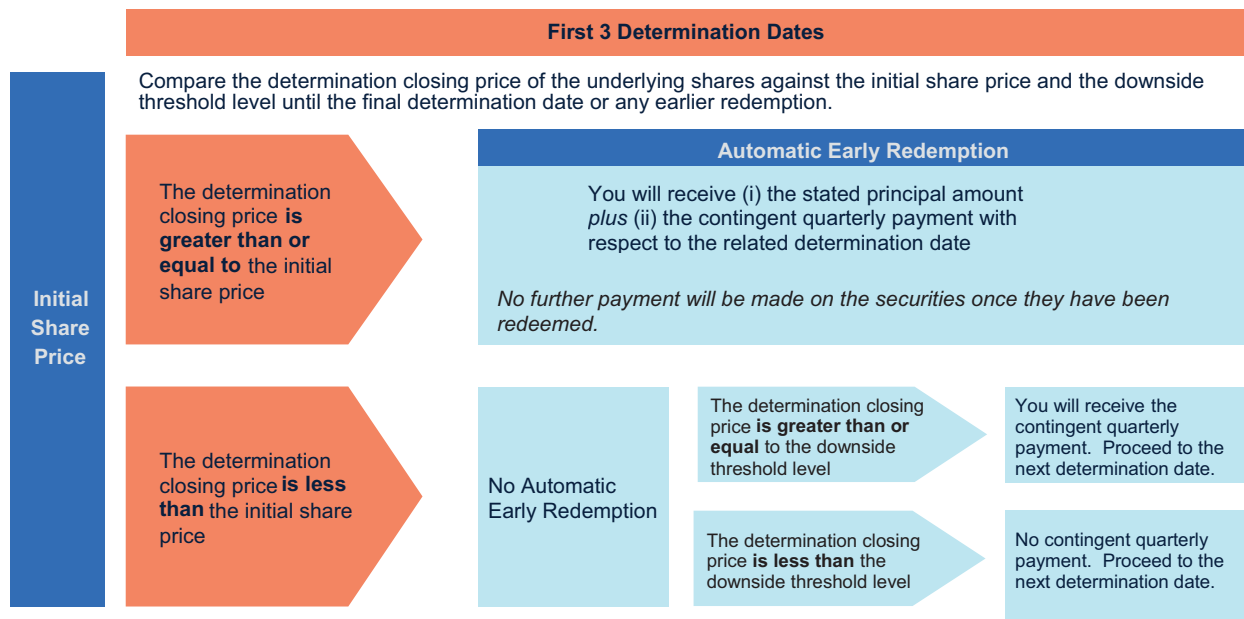 First 3 Determination Dates
Compare the determination closing price of the underlying shares against the initial share price and the downside
threshold level until the final determination date or any earlier redemption.
Initial
Share
Price
The determination
closing price is
greater than or
equal to the initial
share price
Automatic Early Redemption
You will receive (i) the stated principal amount
plus (ii) the contingent quarterly payment with
respect to the related determination date
No further payment will be made on the securities once they have been
redeemed.
The determination
closing price is less
than the initial share
price
No Automatic
Early Redemption
The determination closing
price is greater than or
equal to the downside
threshold level
You will receive the
contingent quarterly
payment. Proceed to the
next determination date.
The determination closing
price is less than the
downside threshold level
No contingent quarterly
payment. Proceed to the
next determination date.